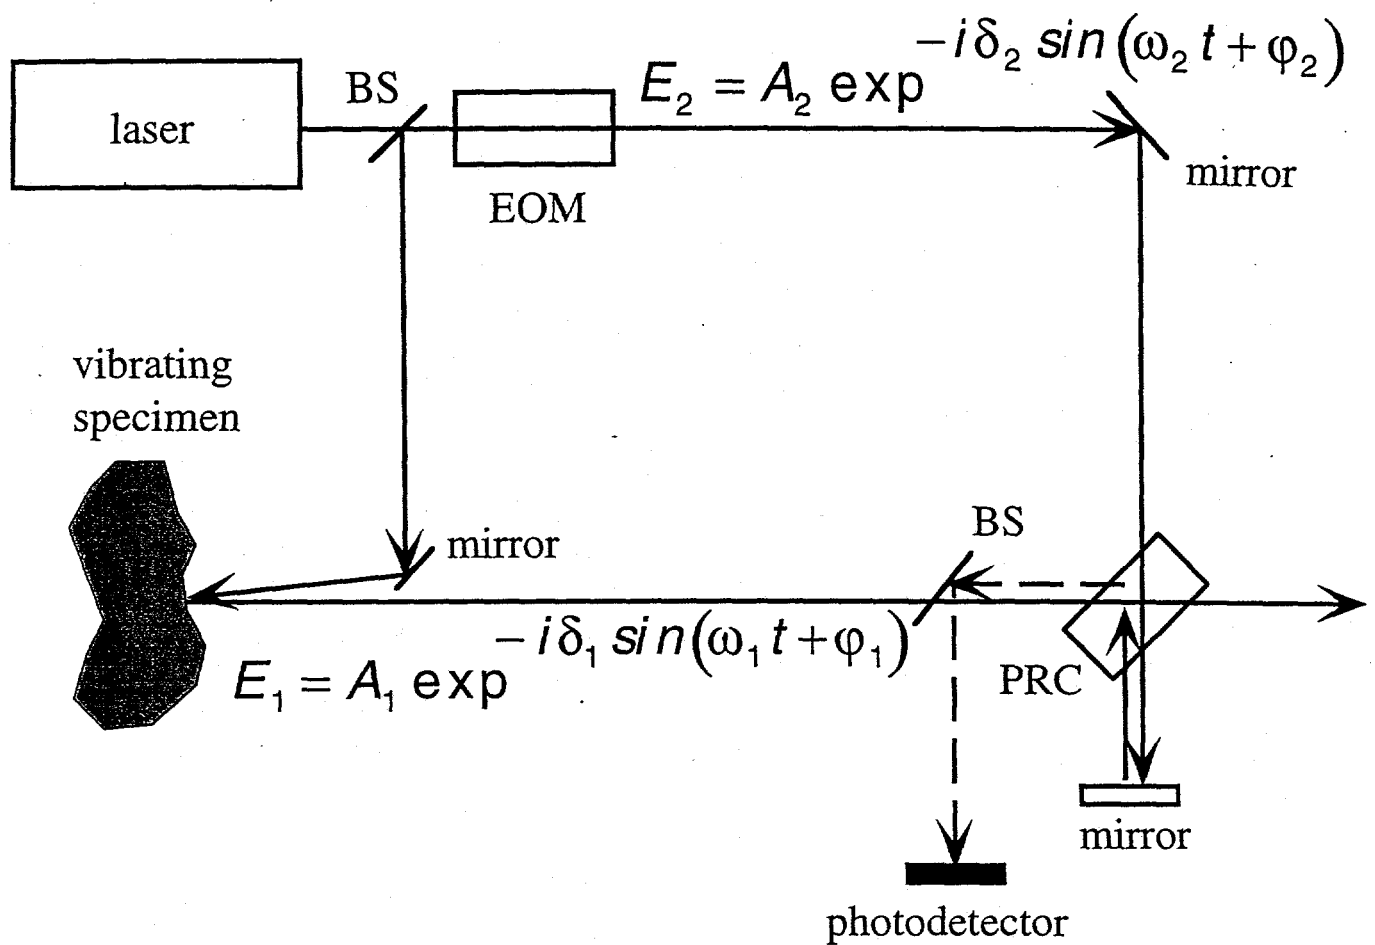 −iδ₂ sin(ω₂ t + φ₂)
E₂ = A₂ exp
BS
laser
mirror
EOM
vibrating
specimen
BS
mirror
−iδ₁ sin(ω₁ t + φ₁)
E₁ = A₁ exp
PRC
mirror
photodetector